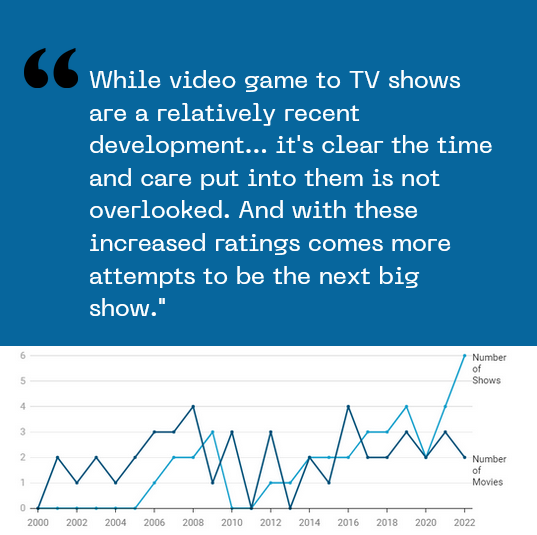 “
While video game to TV shows
are a relatively recent
development... it's clear the time
and care put into them is not
overlooked. And with these
increased ratings comes more
attempts to be the next big
show."
6
5
4
3
2
1
0
Number
of
Shows
Number
of
Movies
2000 2002 2004 2006 2008 2010 2012 2014 2016 2018 2020 2022